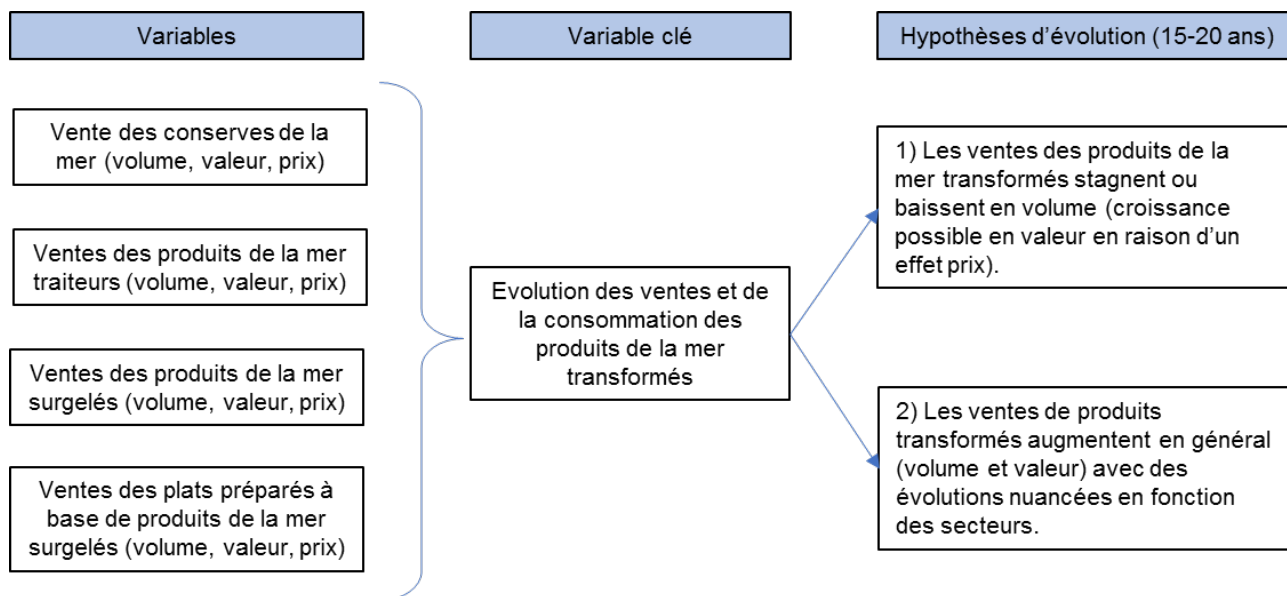 Variables
Variable clé
Hypothèses d’évolution (15-20 ans)
Vente des conserves de la
mer (volume, valeur, prix)
Ventes des produits de la mer
traiteurs (volume, valeur, prix)
Ventes des produits de la mer
surgelés (volume, valeur, prix)
Ventes des plats préparés à
base de produits de la mer
surgelés (volume, valeur, prix)
Evolution des ventes et de
la consommation des
produits de la mer
transformés
1) Les ventes des produits de la
mer transformés stagnent ou
baissent en volume (croissance
possible en valeur en raison d’un
effet prix).
2) Les ventes de produits
transformés augmentent en général
(volume et valeur) avec des
évolutions nuancées en fonction
des secteurs.